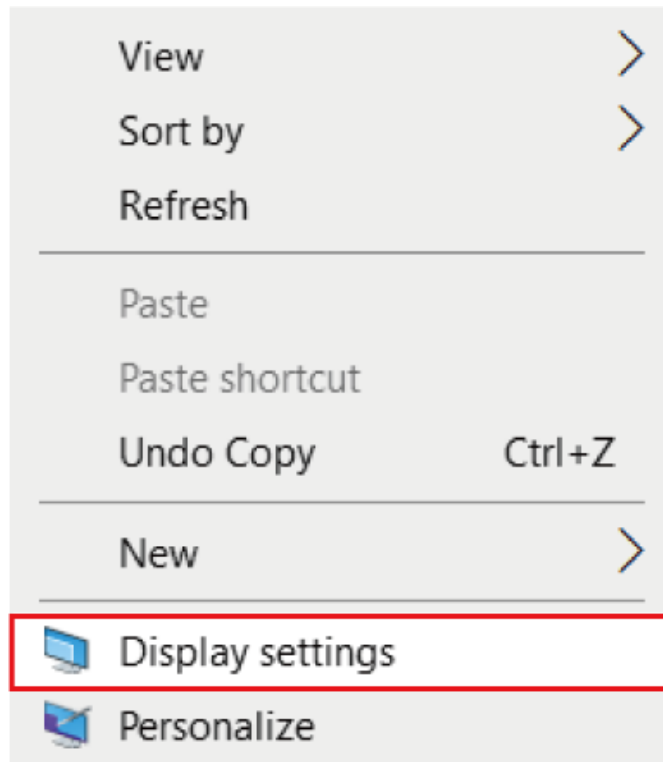 View
Sort by
Refresh
Paste
Paste shortcut
Undo Copy Ctrl+Z
New
Display settings
Personalize